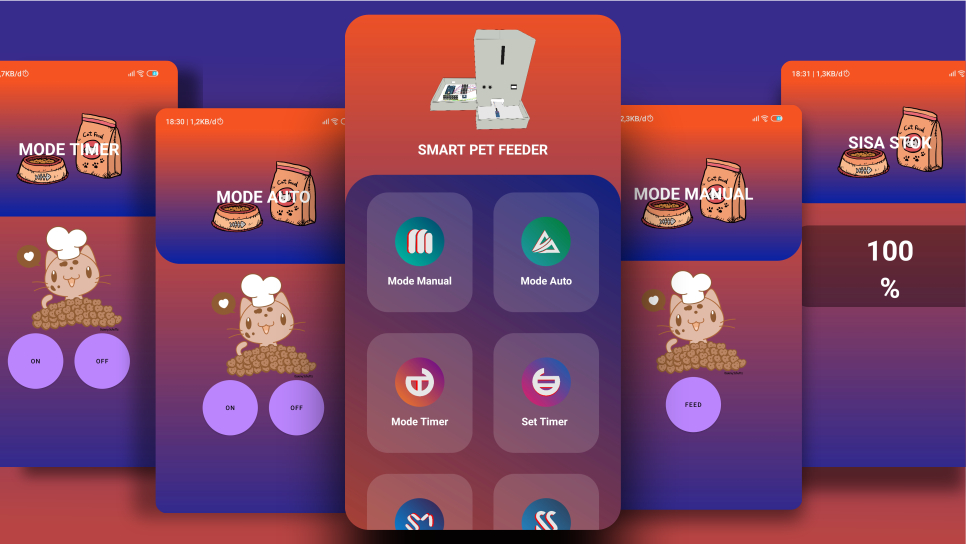 ,7KB/d
MODE TIMER
Cat Food
ON
OFF
18:30 | 1,2KB/d
MODE AUTO
Cat Food
ON
OFF
SMART PET FEEDER
Mode Manual
Mode Auto
Mode Timer
Set Timer
2,3KB/d
MODE MANUAL
Cat Food
FEED
18:31 | 1,3KB/d
SISA STOK
Cat Food
100
%